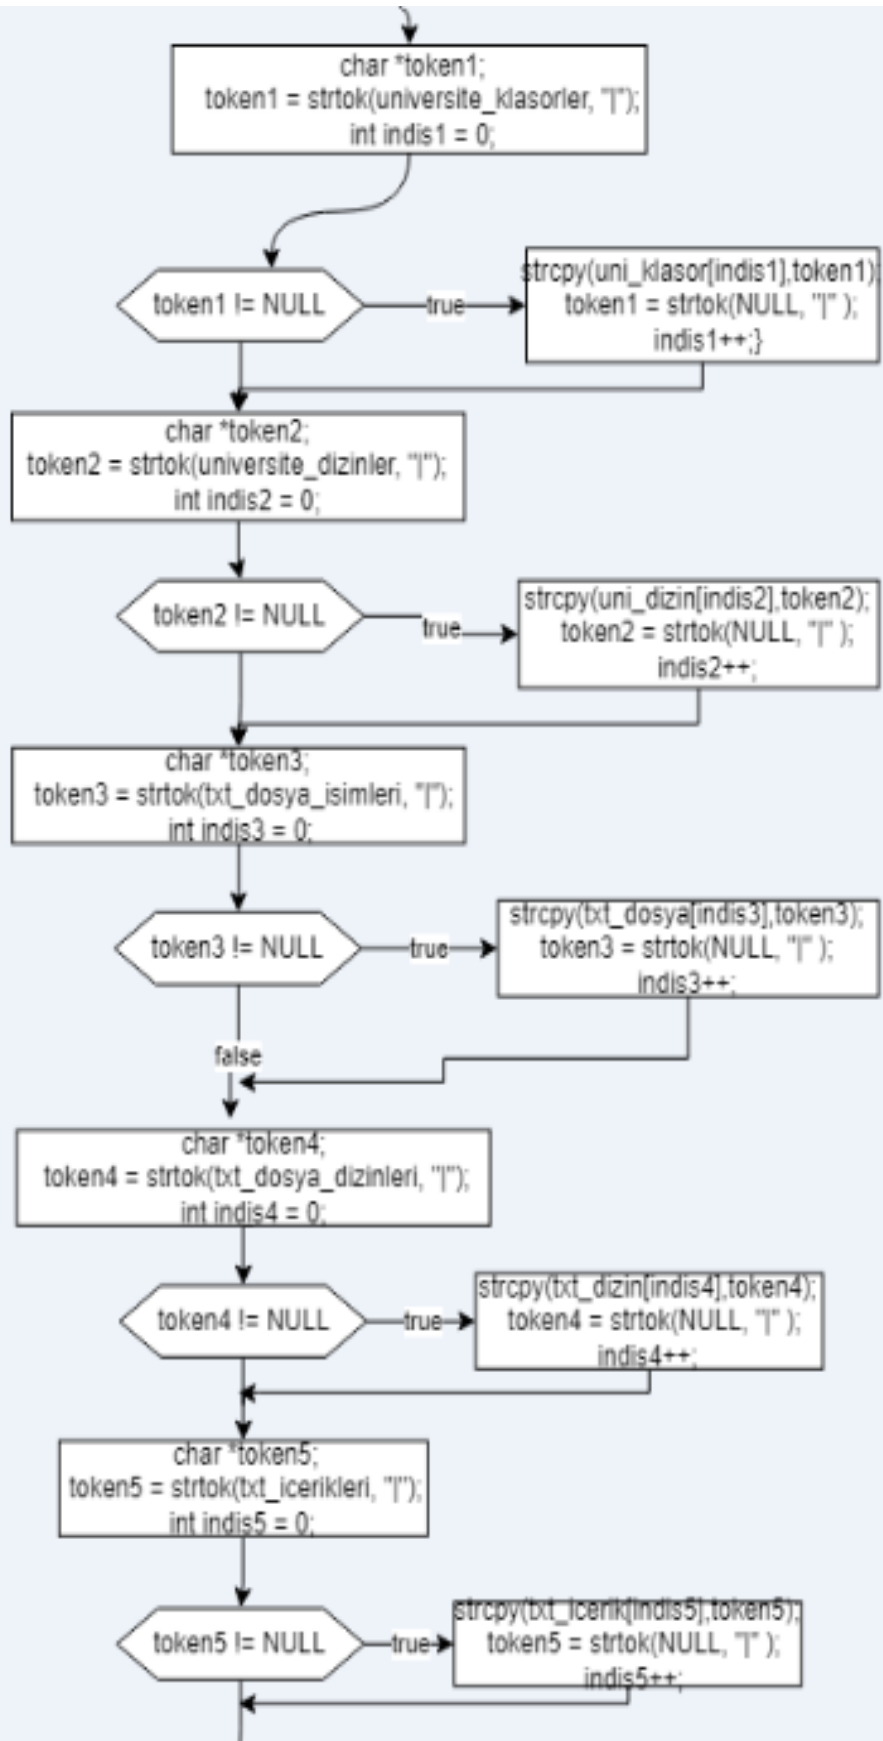 char *token1;
token1 = strtok(universite_klasorler, "|");
int indis1 = 0;
token1 != NULL
true
strcpy(uni_klasor[indis1],token1);
token1 = strtok(NULL, "|" );
indis1++;}
char *token2;
token2 = strtok(universite_dizinler, "|");
int indis2 = 0;
token2 != NULL
true
strcpy(uni_dizin[indis2],token2);
token2 = strtok(NULL, "|" );
indis2++;
char *token3;
token3 = strtok(txt_dosya_isimleri, "|");
int indis3 = 0;
token3 != NULL
true
strcpy(txt_dosya[indis3],token3);
token3 = strtok(NULL, "|" );
indis3++;
false
char *token4;
token4 = strtok(txt_dosya_dizinleri, "|");
int indis4 = 0;
token4 != NULL
true
strcpy(txt_dizin[indis4],token4);
token4 = strtok(NULL, "|" );
indis4++;
char *token5;
token5 = strtok(txt_icerikleri, "|");
int indis5 = 0;
token5 != NULL
true
strcpy(txt_icerik[indis5],token5);
token5 = strtok(NULL, "|" );
indis5++;